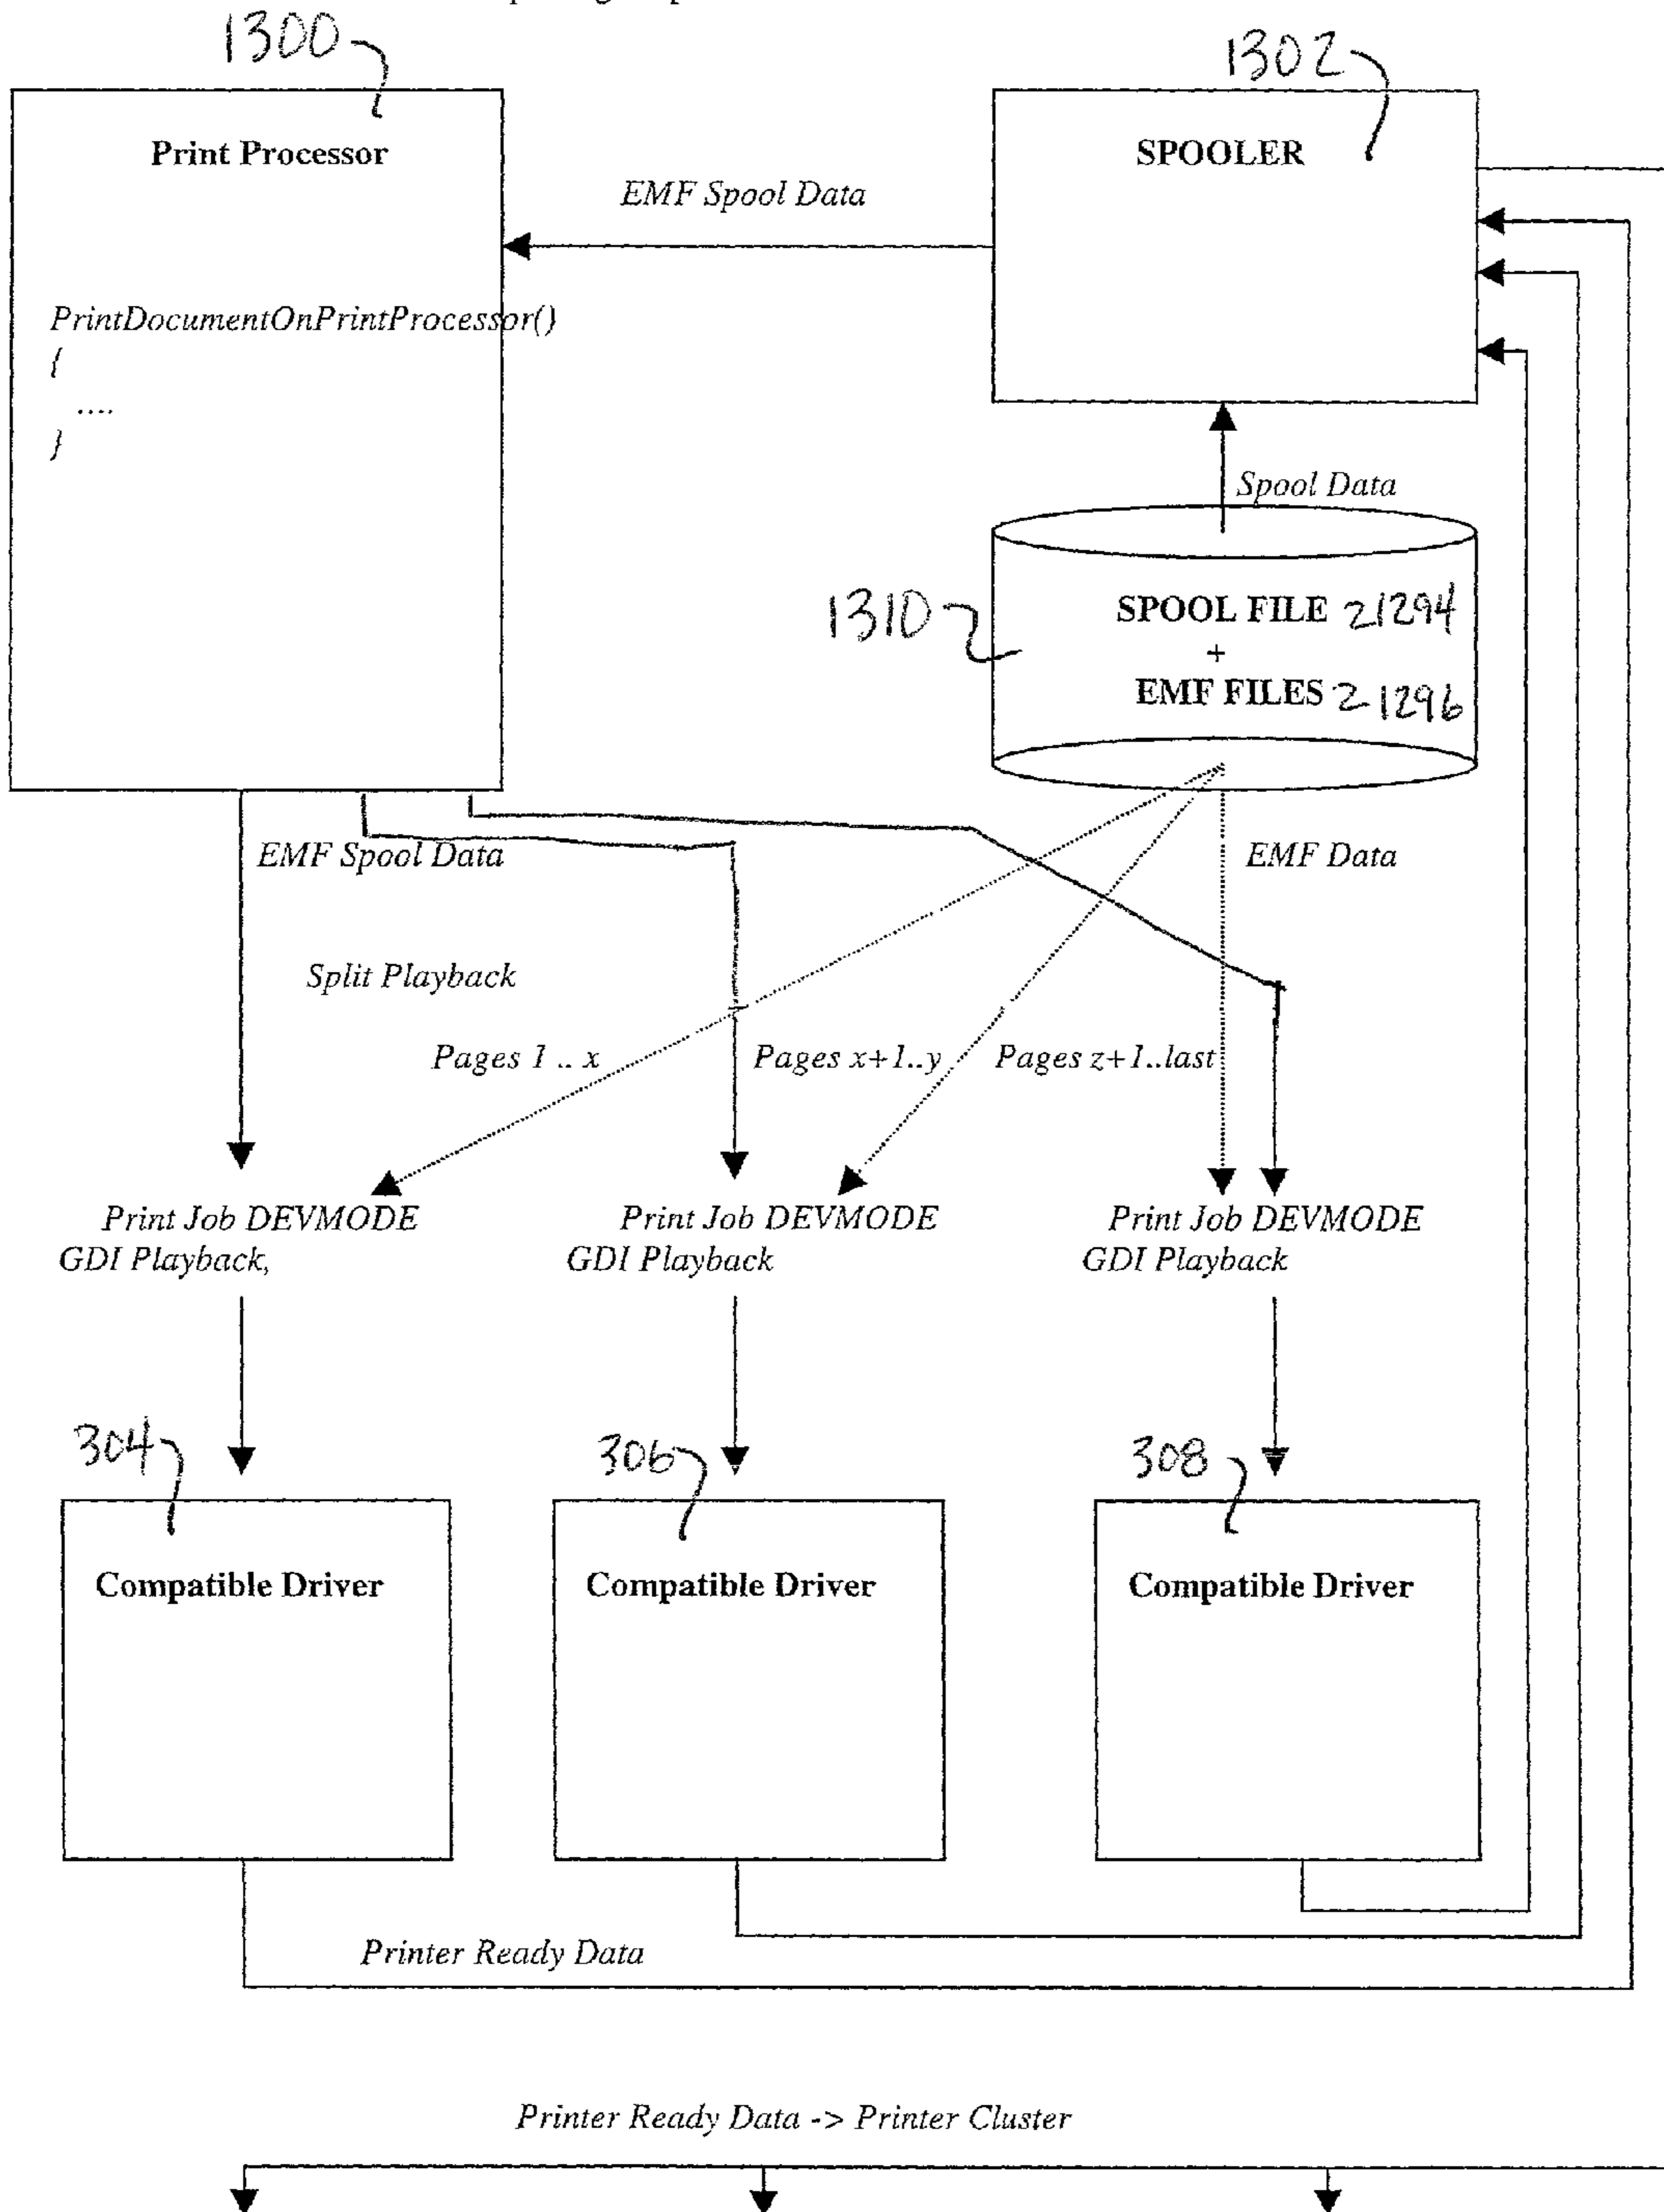 1300
1302
Print Processor
SPOOLER
EMF Spool Data
PrintDocumentOnPrintProcessor()
{
....
}
Spool Data
1310
SPOOL FILE 1294
+
EMF FILES 1296
EMF Spool Data
EMF Data
Split Playback
Pages 1 .. x
Pages x+1..y
Pages z+1..last
Print Job DEVMODE
GDI Playback,
Print Job DEVMODE
GDI Playback
Print Job DEVMODE
GDI Playback
304
306
308
Compatible Driver
Compatible Driver
Compatible Driver
Printer Ready Data
Printer Ready Data -> Printer Cluster